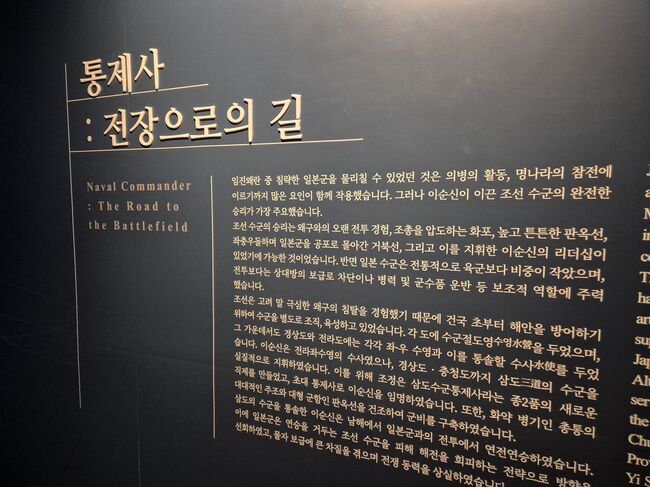 통제사
: 전장으로의 길
Naval Commander
: The Road to
the Battlefield
임진왜란 중 침략한 일본군을 물리칠 수 있었던 것은 의병의 활동, 명나라의 참전에
이르기까지 많은 요인이 함께 작용했습니다. 그러나 이순신이 이끈 조선 수군의 완전한
승리가 가장 주요했습니다.
조선 수군의 승리는 왜구와의 오랜 전투 경험, 조총을 압도하는 화포, 높고 튼튼한 판옥선,
좌충우돌하며 일본군을 공포로 몰아간 거북선, 그리고 이를 지휘한 이순신의 리더십이
있었기에 가능한 것이었습니다. 반면 일본 수군은 전통적으로 육군보다 비중이 작았으며,
전투보다는 상대방의 보급로 차단이나 병력 및 군수품 운반 등 보조적 역할에 주력
했습니다.
조선은 고려 말 극심한 왜구의 침탈을 경험했기 때문에 건국 초부터 해안을 방어하기
위하여 수군을 별도로 조직, 육성하고 있었습니다. 각 도에 수군절도영수영水營을 두었으며,
그 가운데서도 경상도와 전라도에는 각각 좌·우 수영과 이를 통솔할 수사水使를 두었
습니다. 이순신은 전라좌수영의 수사였으나, 경상도·충청도까지 삼도三道의 수군을
실질적으로 지휘하였습니다. 이를 위해 조정은 삼도수군통제사라는 종2품의 새로운
직제를 만들었고, 초대 통제사로 이순신을 임명하였습니다. 또한, 화약 병기인 총통의
대대적인 주조와 대형 군함인 판옥선을 건조하여 군비를 구축하였습니다.
삼도의 수군을 통솔한 이순신은 남해에서 일본군과의 전투에서 연전연승하였습니다.
이에 일본군은 연승을 거두는 조선 수군을 피해 해전을 회피하는 전략으로 방향을
선회하였고, 물자 보급에 큰 차질을 겪으며 전쟁 동력을 상실하였습니다.